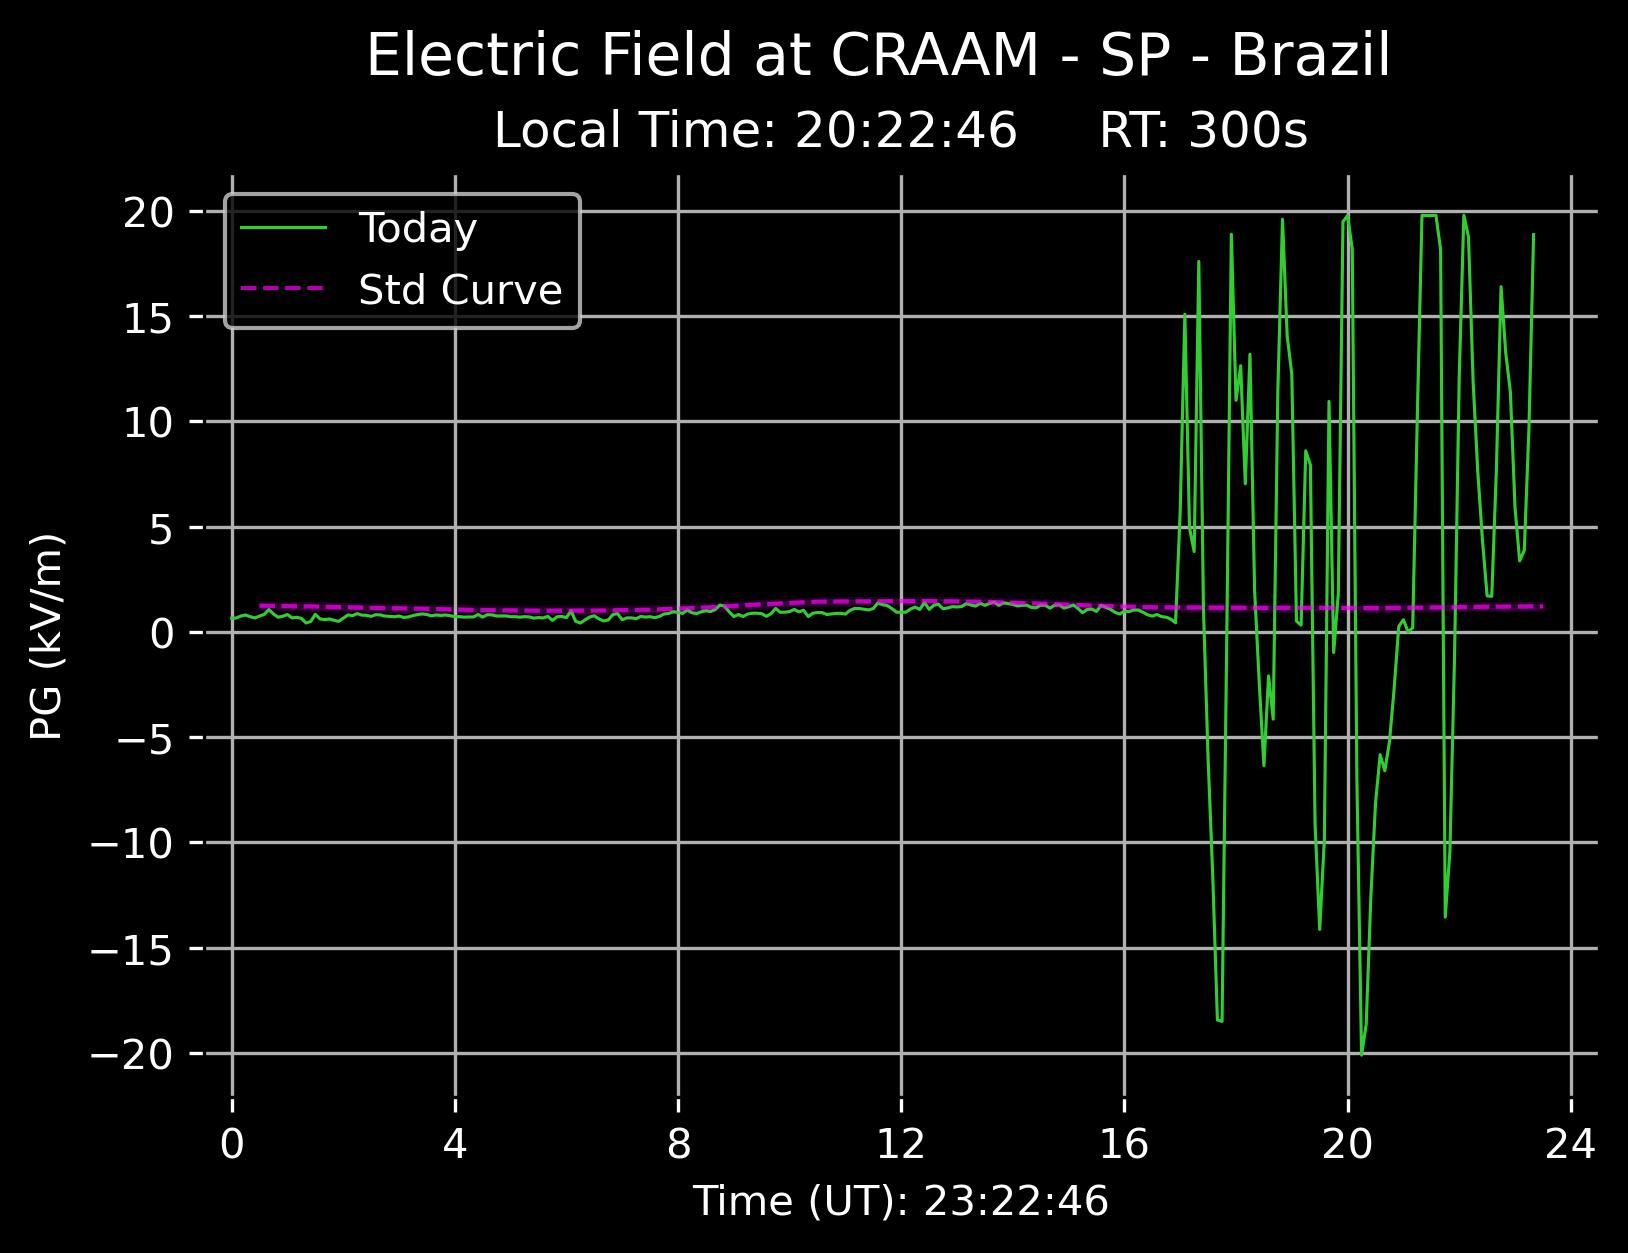 Electric Field at CRAAM - SP - Brazil
Local Time: 20:22:46 RT: 300s
Today
Std Curve
PG (kV/m)
20
15
10
5
0
−5
−10
−15
−20
0 4 8 12 16 20 24
Time (UT): 23:22:46